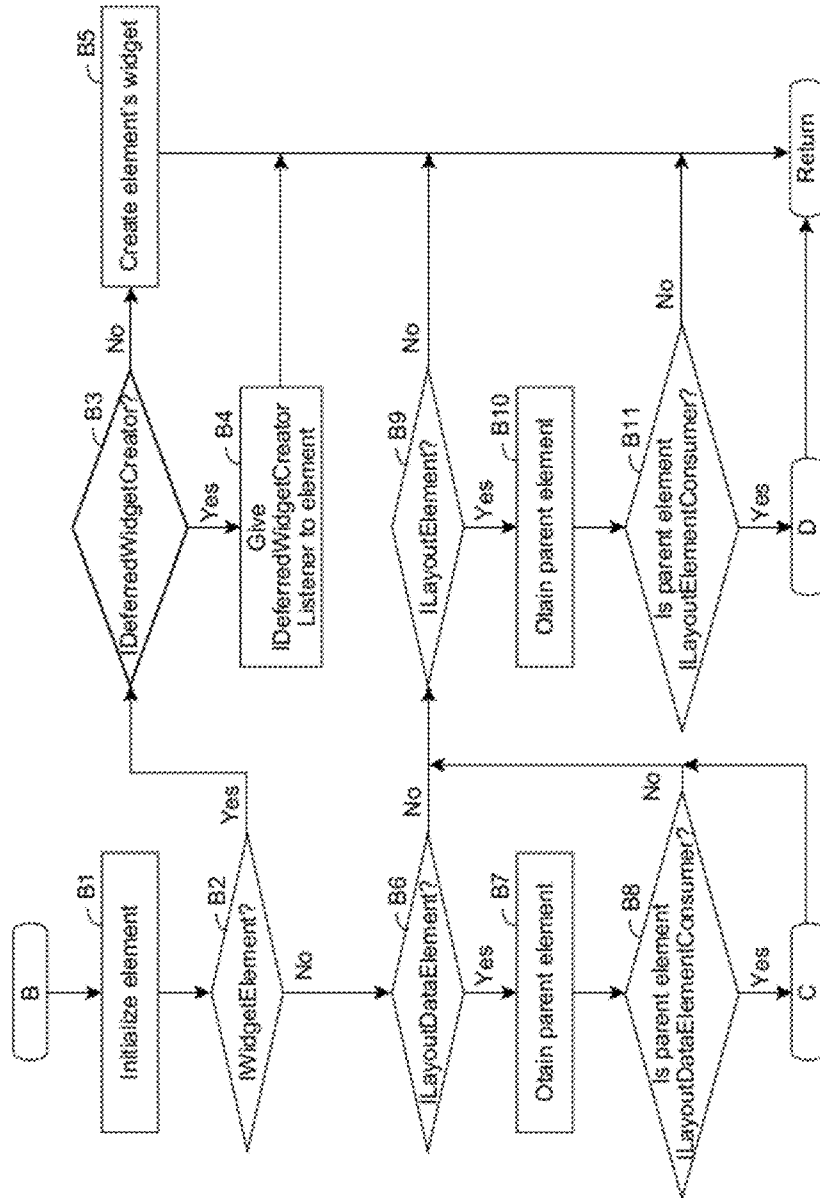 B
B1
Initialize element
B2
IWidgetElement?
Yes
No
B3
IDeferredWidgetCreator?
No
Yes
B4
Give
IDeferredWidgetCreator
Listener to element
B5
Create element's widget
B6
ILayoutDataElement?
No
Yes
B7
Otain parent element
B8
Is parent element
ILayoutDataElementConsumer?
No
Yes
C
B9
ILayoutElement?
No
Yes
B10
Otain parent element
B11
Is parent element
ILayoutElementConsumer?
No
Yes
D
Return